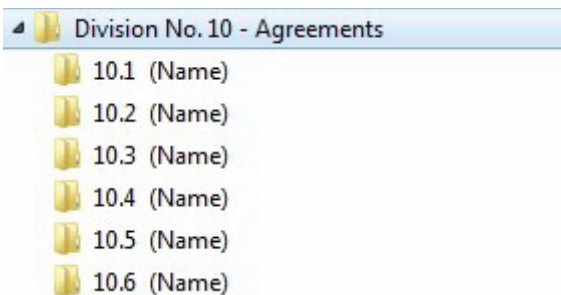 Division No. 10 - Agreements
10.1 (Name)
10.2 (Name)
10.3 (Name)
10.4 (Name)
10.5 (Name)
10.6 (Name)